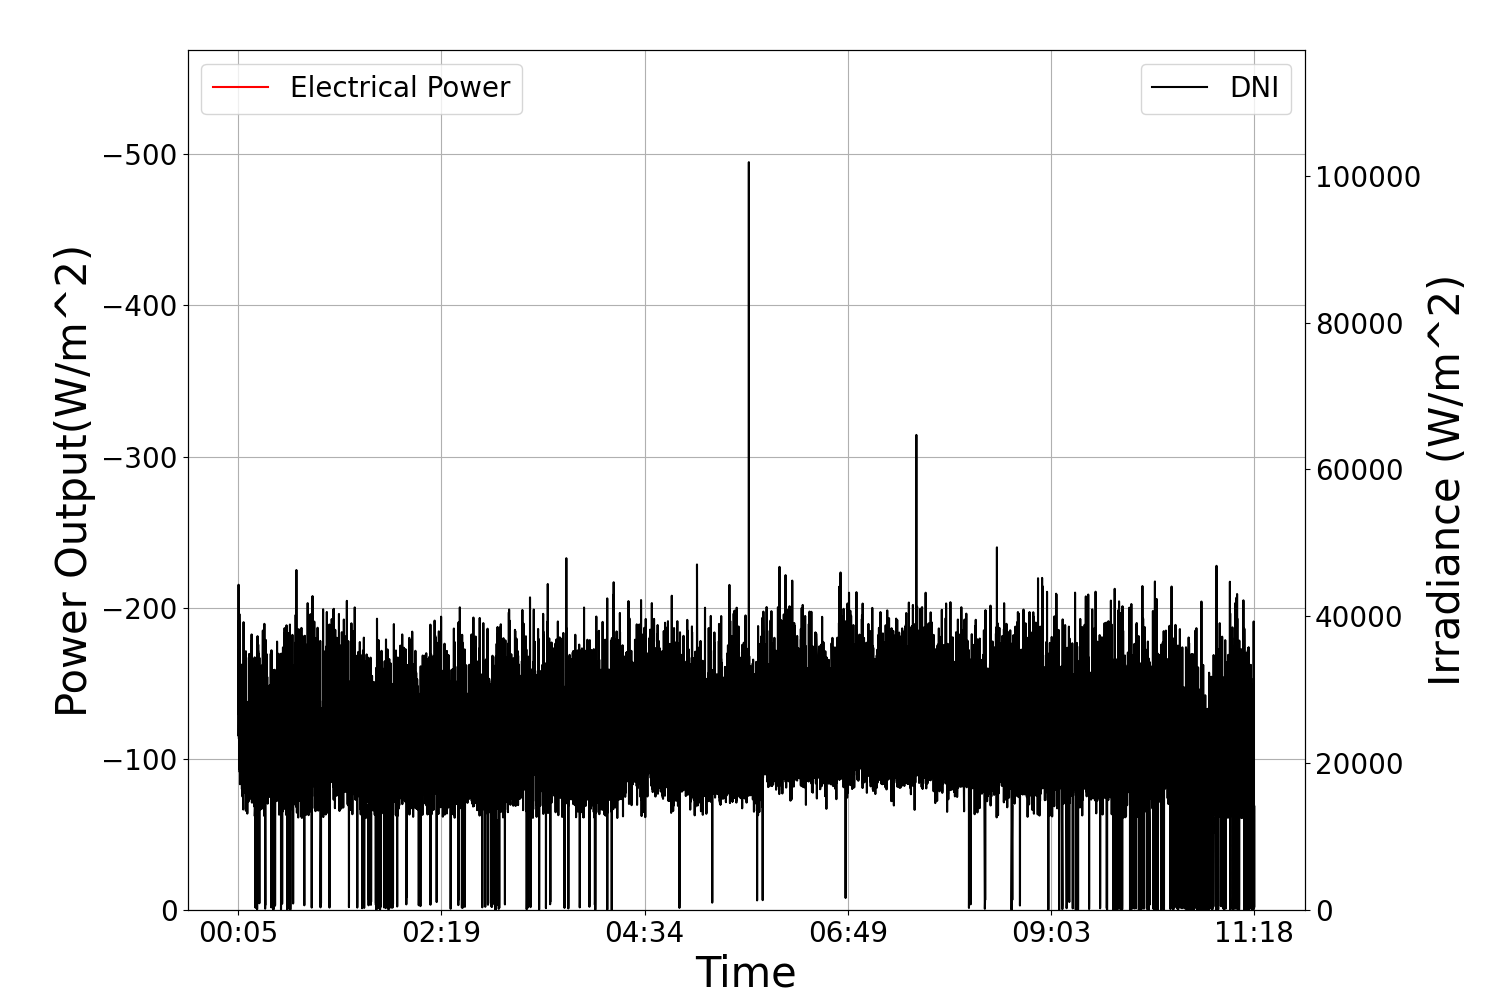 Electrical Power
DNI
Power Output(W/m^2)
−500
−400
−300
−200
−100
0
100000
80000
60000
40000
20000
0
Irradiance (W/m^2)
00:05 02:19 04:34 06:49 09:03 11:18
Time